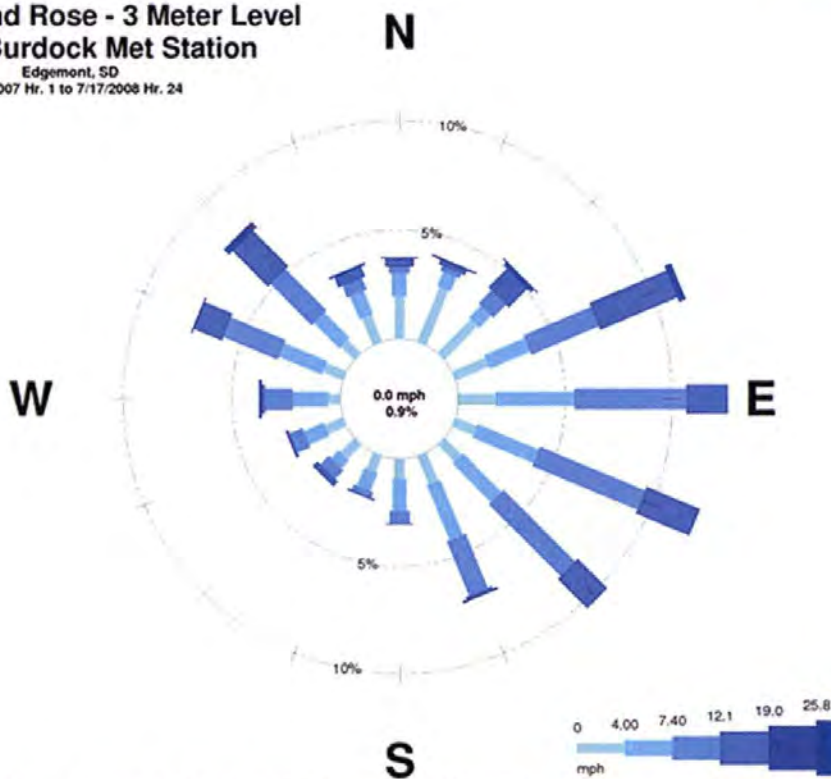 nd Rose - 3 Meter Level
Burdock Met Station
Edgemont, SD
007 Hr. 1 to 7/17/2008 Hr. 24
N
10%
5%
W
0.0 mph
0.9%
E
5%
10%
S
0 4.00 7.40 12.1 19.0 25.8
mph